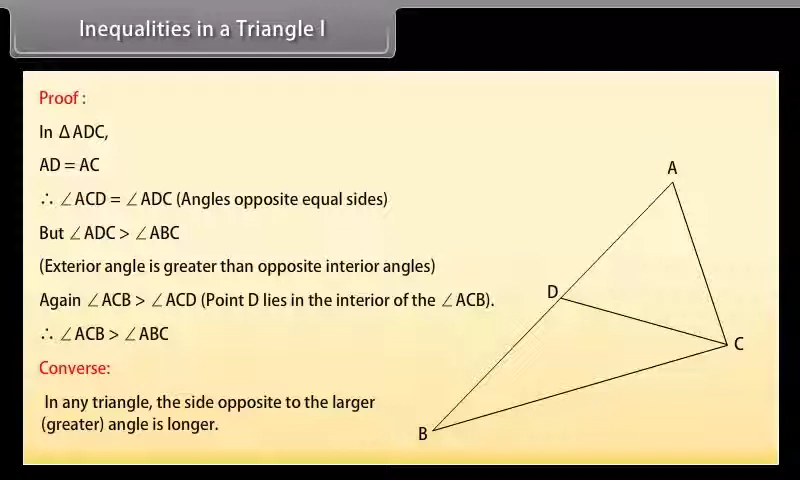 Inequalities in a Triangle I
Proof :
In ΔADC,
AD = AC
∴ ∠ACD = ∠ADC (Angles opposite equal sides)
But ∠ADC > ∠ABC
(Exterior angle is greater than opposite interior angles)
Again ∠ACB > ∠ACD (Point D lies in the interior of the ∠ACB).
∴ ∠ACB > ∠ABC
Converse:
In any triangle, the side opposite to the larger
(greater) angle is longer.
A
D
C
B